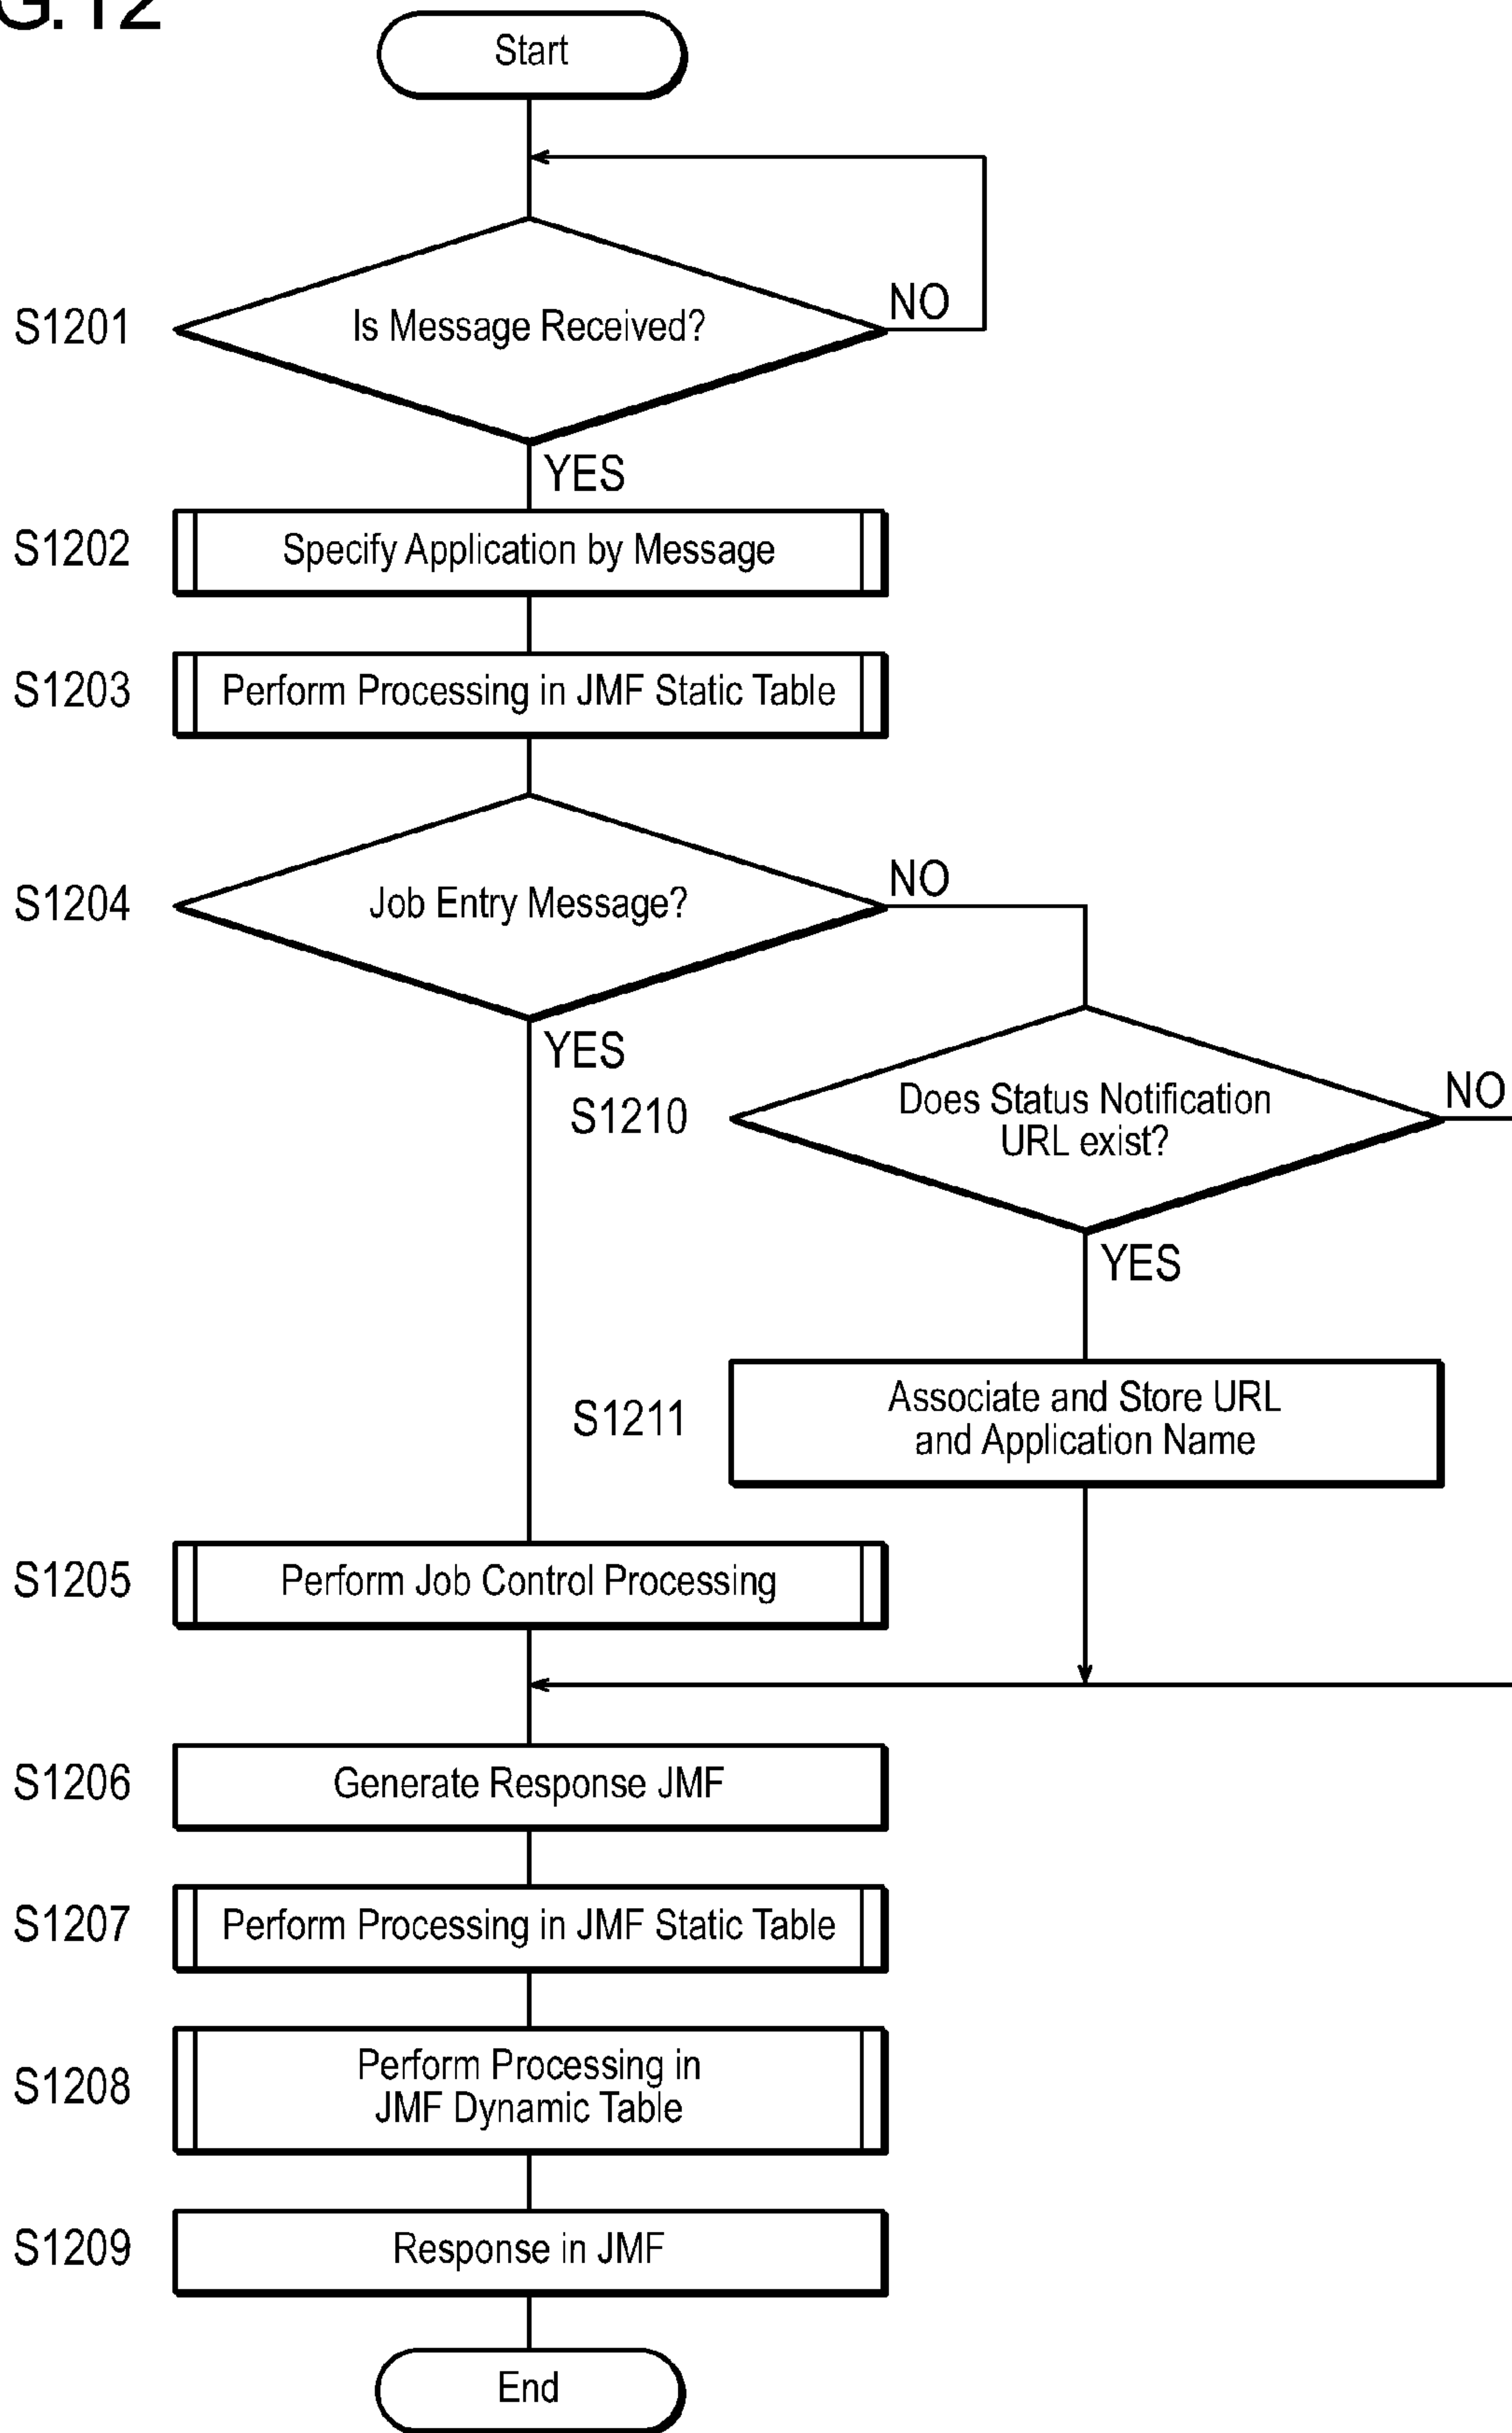 G.12
Start
S1201
Is Message Received?
NO
YES
S1202
Specify Application by Message
S1203
Perform Processing in JMF Static Table
S1204
Job Entry Message?
NO
YES
S1210
Does Status Notification
URL exist?
NO
YES
S1211
Associate and Store URL
and Application Name
S1205
Perform Job Control Processing
S1206
Generate Response JMF
S1207
Perform Processing in JMF Static Table
S1208
Perform Processing in
JMF Dynamic Table
S1209
Response in JMF
End